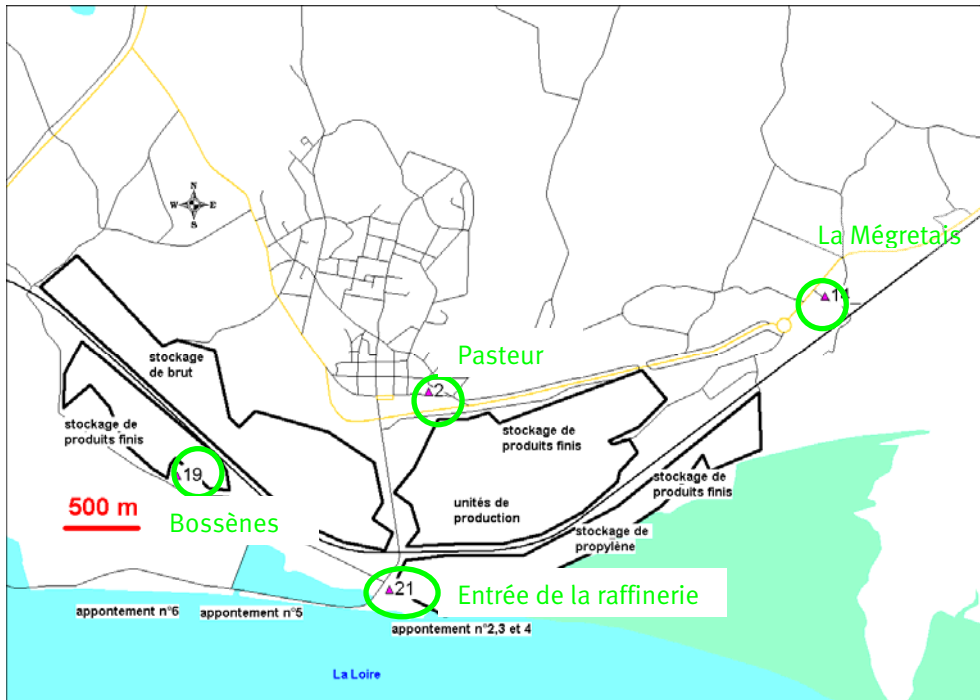 N
W E
S
La Mégretais
14
Pasteur
2
stockage
de brut
stockage de
produits finis
19
500 m
Bossènes
stockage de
produits finis
unités de
production
stockage de
produits finis
stockage de
propylène
21
Entrée de la raffinerie
appontement n°6
appontement n°5
appontement n°2,3 et 4
La Loire